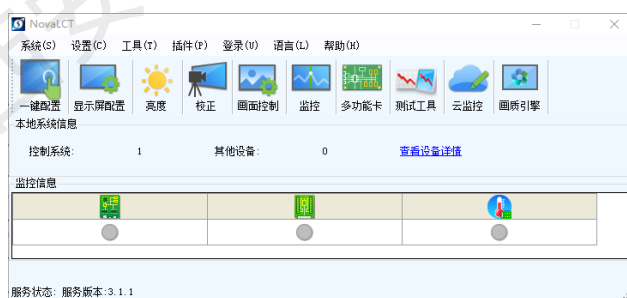 NovaLCT
系统(S) 设置(C) 工具(T) 插件(P) 登录(U) 语言(L) 帮助(H)
一键配置 显示屏配置 亮度 校正 画面控制 监控 多功能卡 测试工具 云监控 画质引擎
本地系统信息
控制系统: 1 其他设备: 0 查看设备详情
监控信息
服务状态: 服务版本:3.1.1